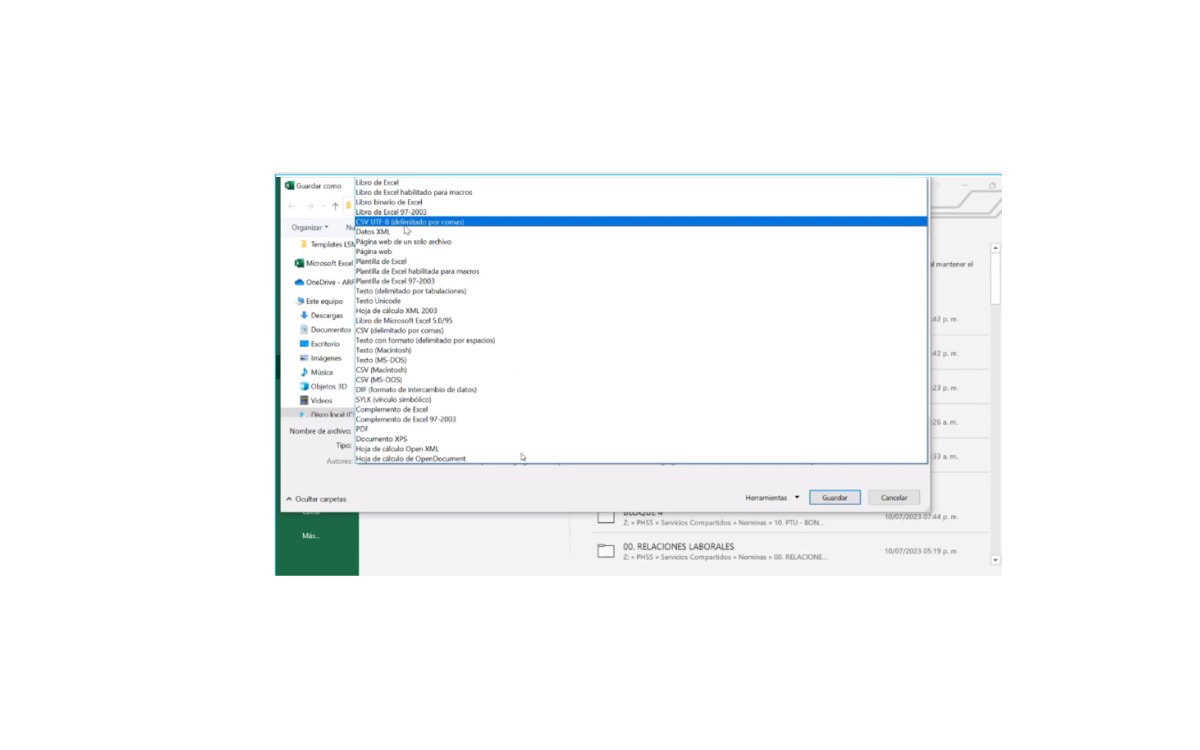 Guardar como
Organizar
Templates LSN
Microsoft Excel
OneDrive - ARF
Este equipo
Descargas
Documentos
Escritorio
Imágenes
Música
Objetos 3D
Videos
Disco local (C
Nombre de archivo:
Tipo:
Autores:
Libro de Excel
Libro de Excel habilitado para macros
Libro binario de Excel
Libro de Excel 97-2003
CSV UTF-8 (delimitado por comas)
Datos XML
Página web de un solo archivo
Página web
Plantilla de Excel
Plantilla de Excel habilitada para macros
Plantilla de Excel 97-2003
Texto (delimitado por tabulaciones)
Texto Unicode
Hoja de cálculo XML 2003
Libro de Microsoft Excel 5.0/95
CSV (delimitado por comas)
Texto con formato (delimitado por espacios)
Texto (Macintosh)
Texto (MS-DOS)
CSV (Macintosh)
CSV (MS-DOS)
DIF (formato de intercambio de datos)
SYLK (vínculo simbólico)
Complemento de Excel
Complemento de Excel 97-2003
PDF
Documento XPS
Hoja de cálculo Open XML
Hoja de cálculo de OpenDocument
al mantener el
:42 p. m.
:42 p. m.
:23 p. m.
:26 a. m.
:33 a. m.
Ocultar carpetas
Herramientas
Guardar
Cancelar
Más...
BLOQUE 4
10/07/2023 07:44 p. m.
Z: » PHSS » Servicios Compartidos » Nominas » 10. PTU - BON...
00. RELACIONES LABORALES
10/07/2023 05:19 p. m.
Z: » PHSS » Servicios Compartidos » Nominas » 00. RELACIONE...